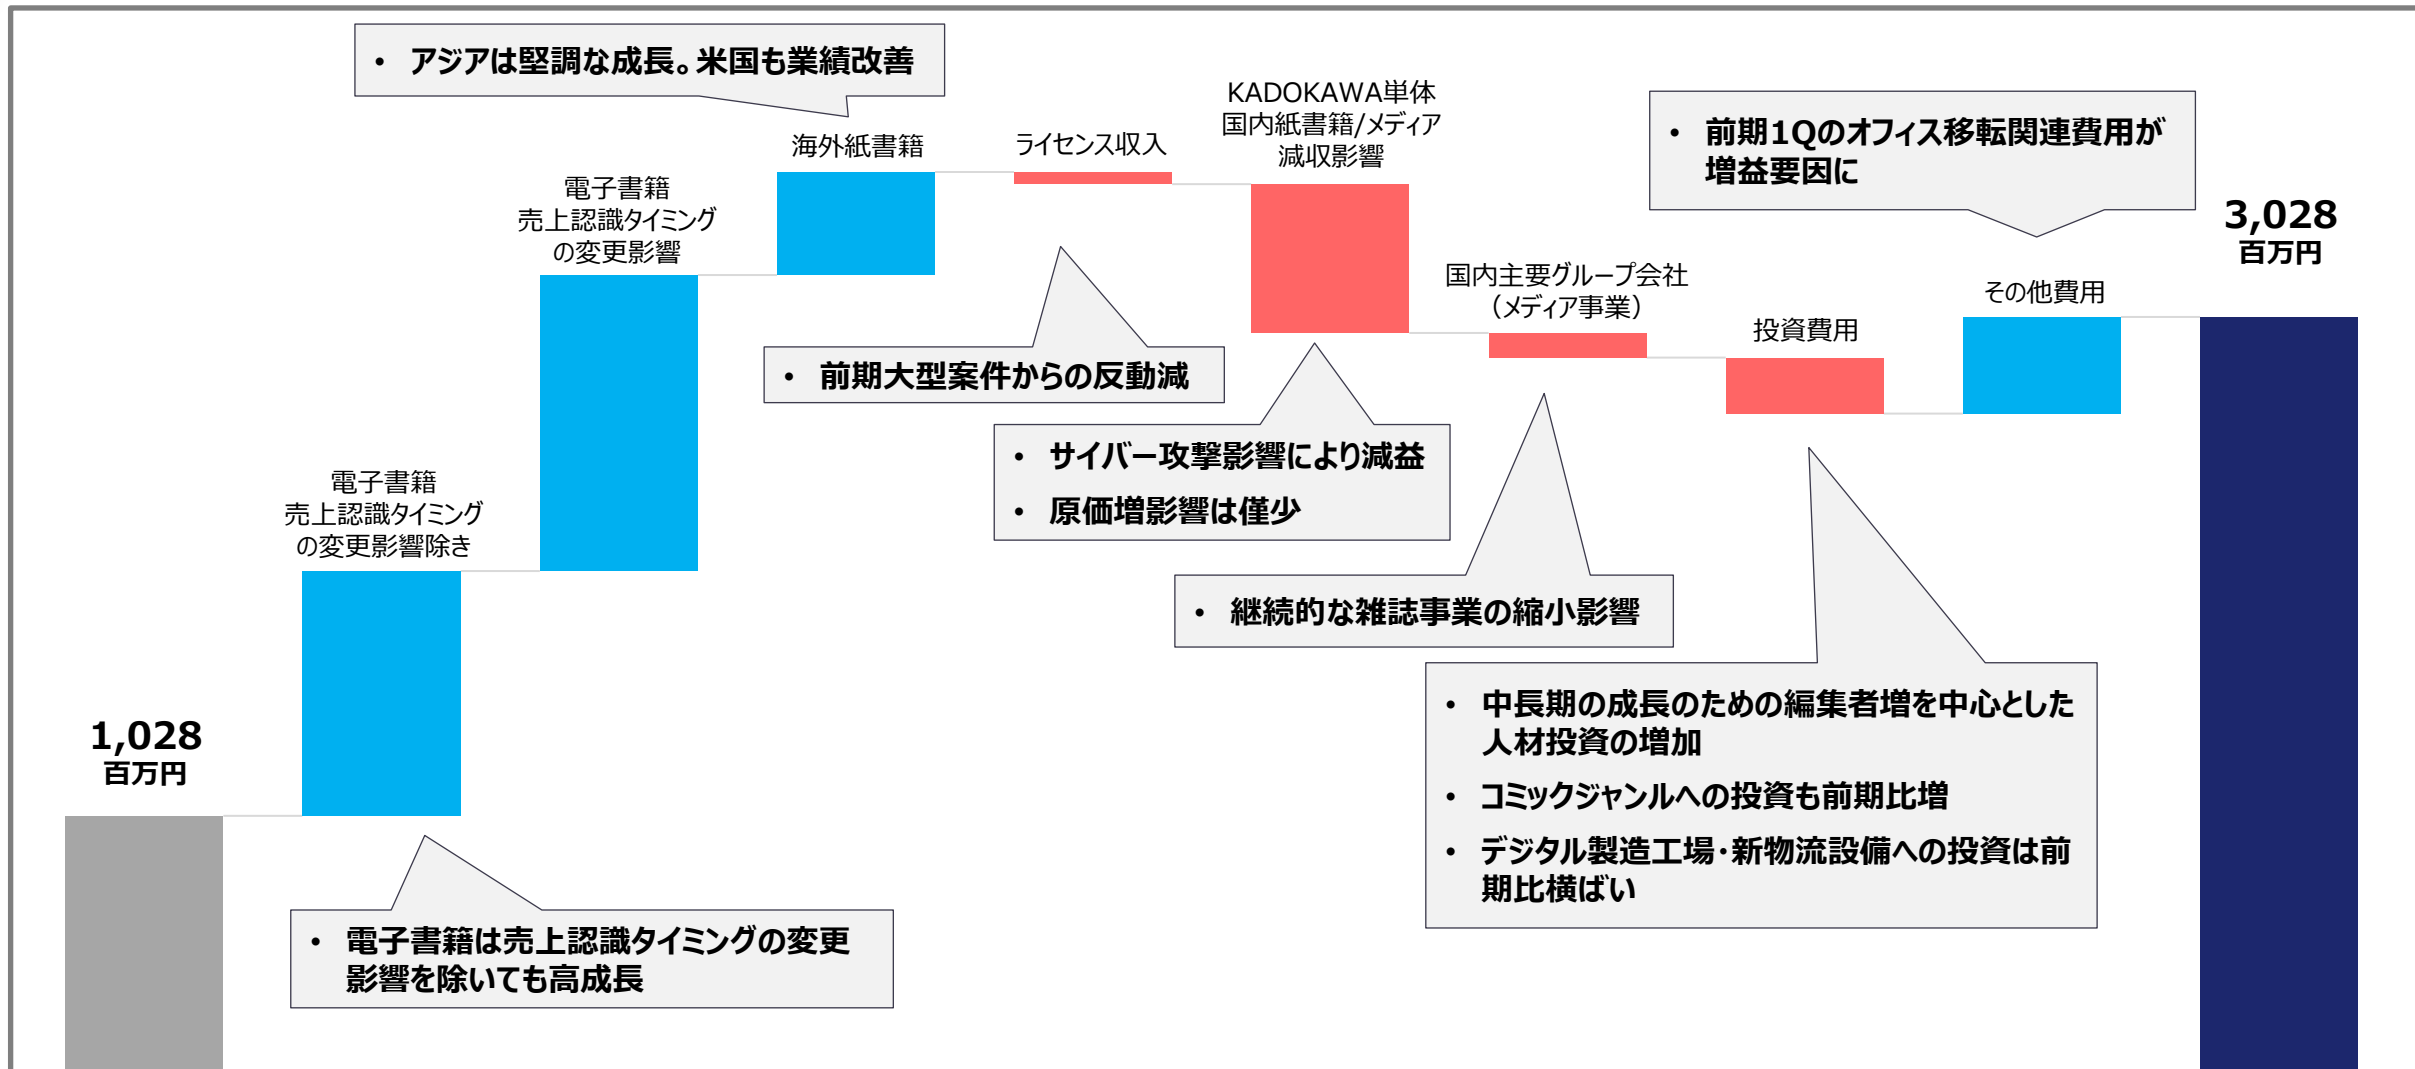 • アジアは堅調な成長。米国も業績改善
海外紙書籍
ライセンス収入
KADOKAWA単体
国内紙書籍/メディア
減収影響
• 前期1Qのオフィス移転関連費用が
増益要因に
3,028
百万円
電子書籍
売上認識タイミング
の変更影響
国内主要グループ会社
（メディア事業）
その他費用
投資費用
• 前期大型案件からの反動減
• サイバー攻撃影響により減益
• 原価増影響は僅少
電子書籍
売上認識タイミング
の変更影響除き
• 継続的な雑誌事業の縮小影響
1,028
百万円
• 中長期の成長のための編集者増を中心とした
人材投資の増加
• コミックジャンルへの投資も前期比増
• デジタル製造工場・新物流設備への投資は前
期比横ばい
• 電子書籍は売上認識タイミングの変更
影響を除いても高成長